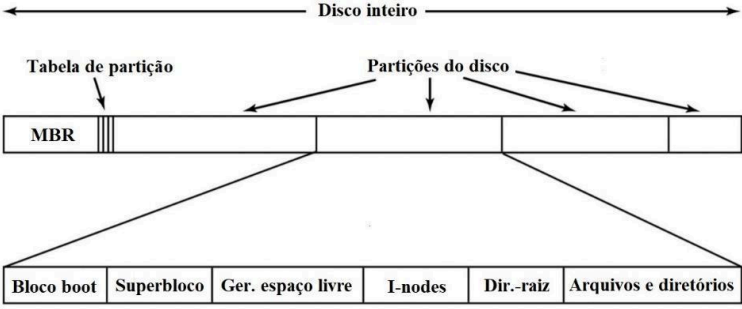 Disco inteiro
Tabela de partição
Partições do disco
MBR
Bloco boot
Superbloco
Ger. espaço livre
I-nodes
Dir.-raiz
Arquivos e diretórios